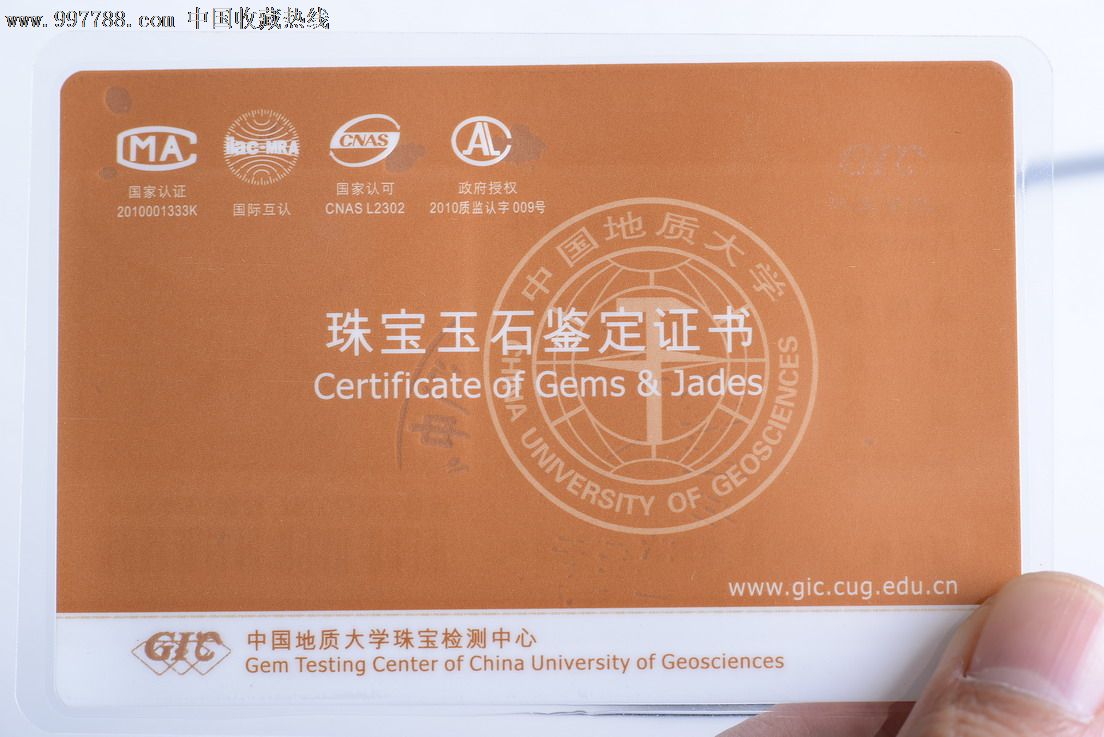 www.997788.com 中国收藏热线
MA
ilac-MRA
CNAS
AL
国家认证
2010001333K
国际互认
国家认可
CNAS L2302
政府授权
2010质监认字 009号
GIC
中国地质大学
珠宝玉石鉴定证书
Certificate of Gems & Jades
CHINA UNIVERSITY OF GEOSCIENCES
www.gic.cug.edu.cn
GIC
中国地质大学珠宝检测中心
Gem Testing Center of China University of Geosciences